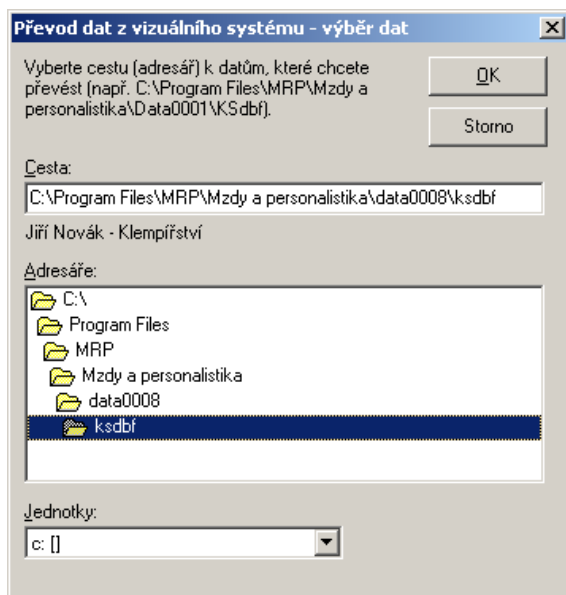 Převod dat z vizuálního systému - výběr dat
Vyberte cestu (adresář) k datům, které chcete
převést (např. C:\Program Files\MRP\Mzdy a
personalistika\Data0001\KSdbf).
OK
Storno
Cesta:
C:\Program Files\MRP\Mzdy a personalistika\data0008\ksdbf
Jiří Novák - Klempířství
Adresáře:
C:\
Program Files
MRP
Mzdy a personalistika
data0008
ksdbf
Jednotky:
c: []